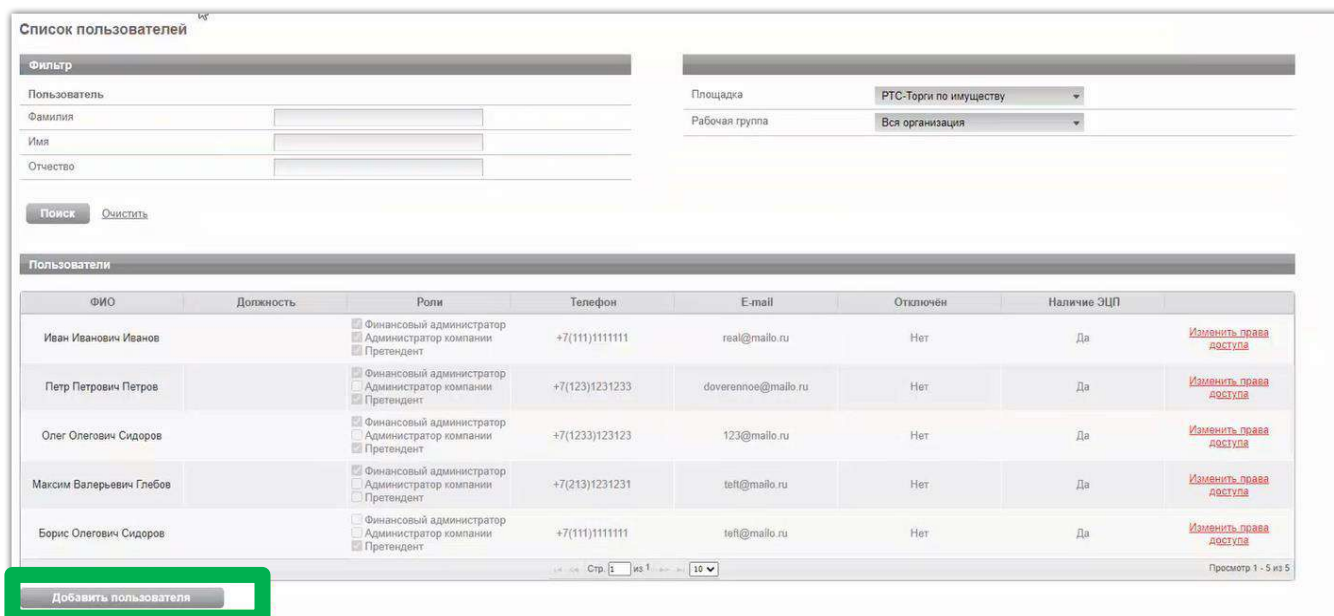 Список пользователей
Фильтр
Пользователь
Фамилия
Имя
Отчество
Площадка РТС-Торги по имуществу
Рабочая группа Вся организация
Поиск Очистить
Пользователи
ФИО Должность Роли Телефон E-mail Отключён Наличие ЭЦП
Финансовый администратор
Иван Иванович Иванов Администратор компании +7(111)1111111 real@mailo.ru Нет Да Изменить права доступа
Претендент
Финансовый администратор
Петр Петрович Петров Администратор компании +7(123)1231233 doverennoe@mailo.ru Нет Да Изменить права доступа
Претендент
Финансовый администратор
Олег Олегович Сидоров Администратор компании +7(1233)123123 123@mailo.ru Нет Да Изменить права доступа
Претендент
Финансовый администратор
Максим Валерьевич Глебов Администратор компании +7(213)1231231 teft@mailo.ru Нет Да Изменить права доступа
Претендент
Финансовый администратор
Борис Олегович Сидоров Администратор компании +7(111)1111111 teft@mailo.ru Нет Да Изменить права доступа
Претендент
Стр. 1 из 1 10 Просмотр 1 - 5 из 5
Добавить пользователя